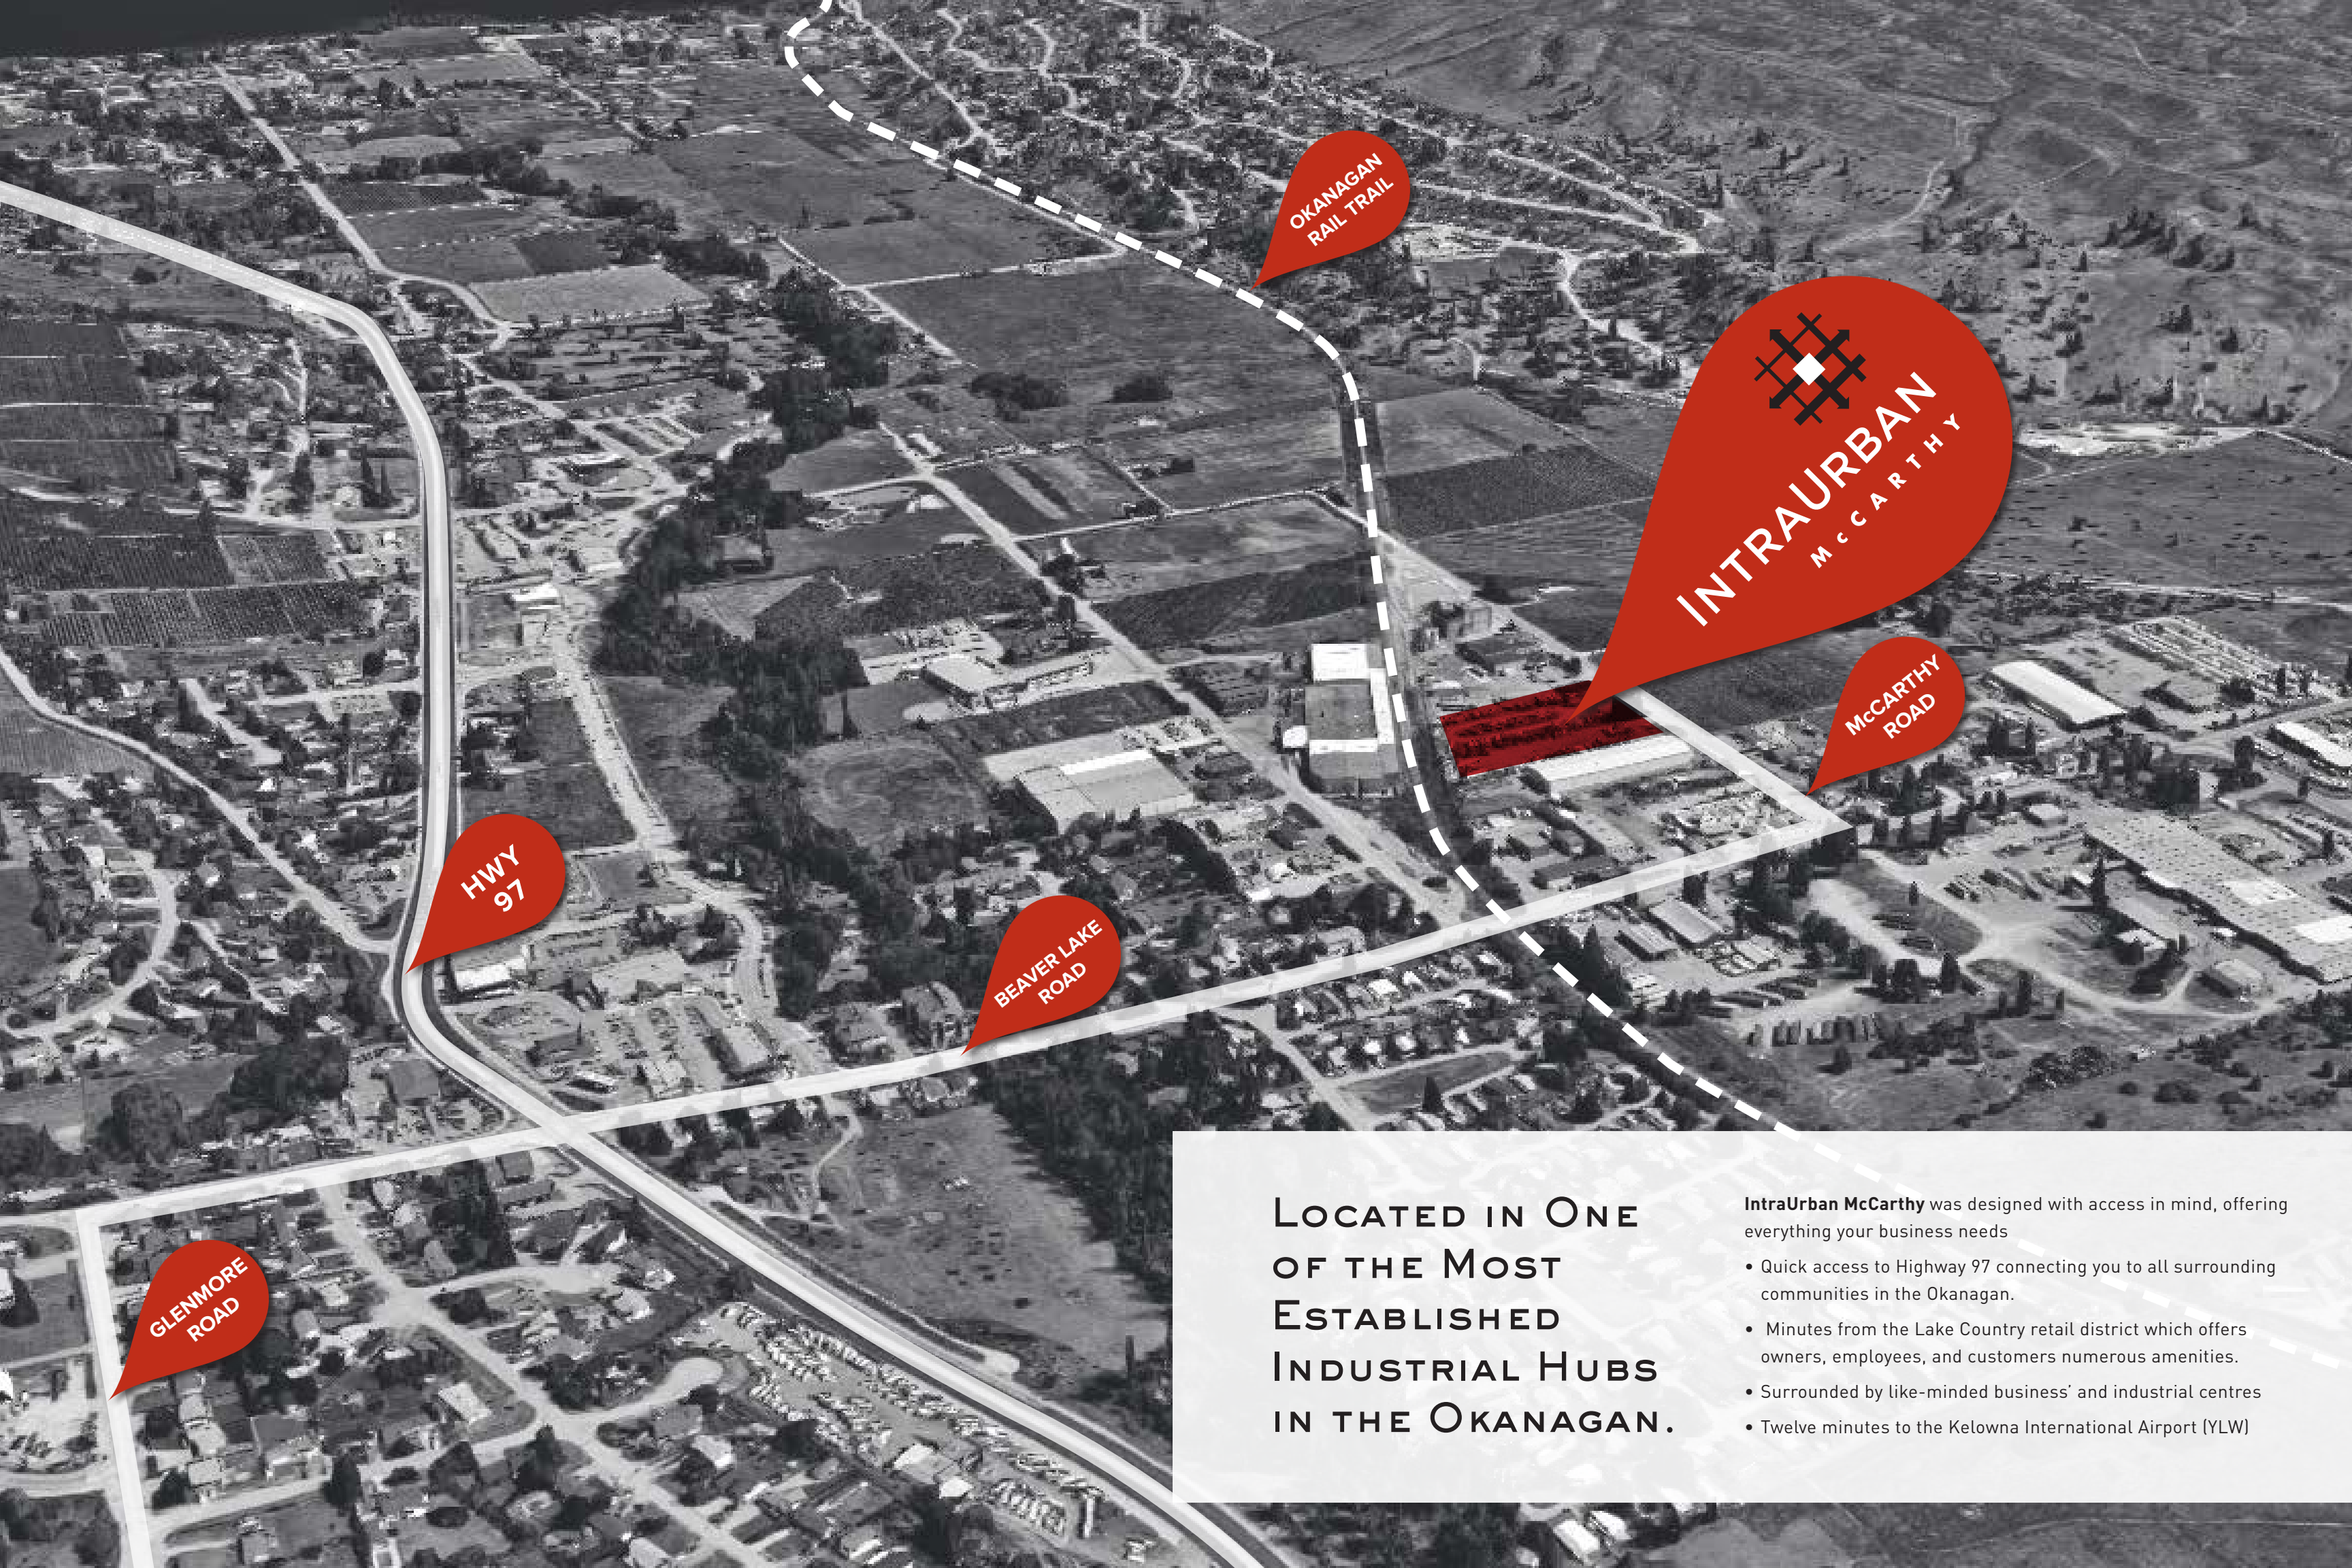 OKANAGAN
RAIL TRAIL
INTRAURBAN
McCARTHY
McCARTHY
ROAD
HWY
97
BEAVER LAKE
ROAD
GLENMORE
ROAD
LOCATED IN ONE
OF THE MOST
ESTABLISHED
INDUSTRIAL HUBS
IN THE OKANAGAN.
IntraUrban McCarthy was designed with access in mind, offering
everything your business needs
• Quick access to Highway 97 connecting you to all surrounding
communities in the Okanagan.
• Minutes from the Lake Country retail district which offers
owners, employees, and customers numerous amenities.
• Surrounded by like-minded business’ and industrial centres
• Twelve minutes to the Kelowna International Airport (YLW)